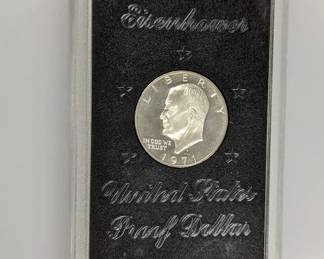 Eisenhower
LIBERTY
IN GOD WE
TRUST
1971
United States
Proof Dollar